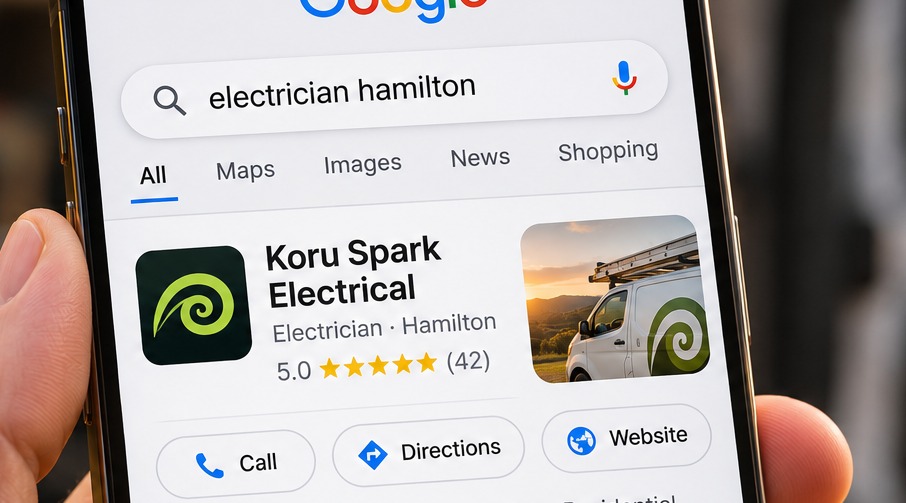 Google
electrician hamilton
All Maps Images News Shopping
Koru Spark
Electrical
Electrician · Hamilton
5.0 ★★★★★ (42)
Call Directions Website